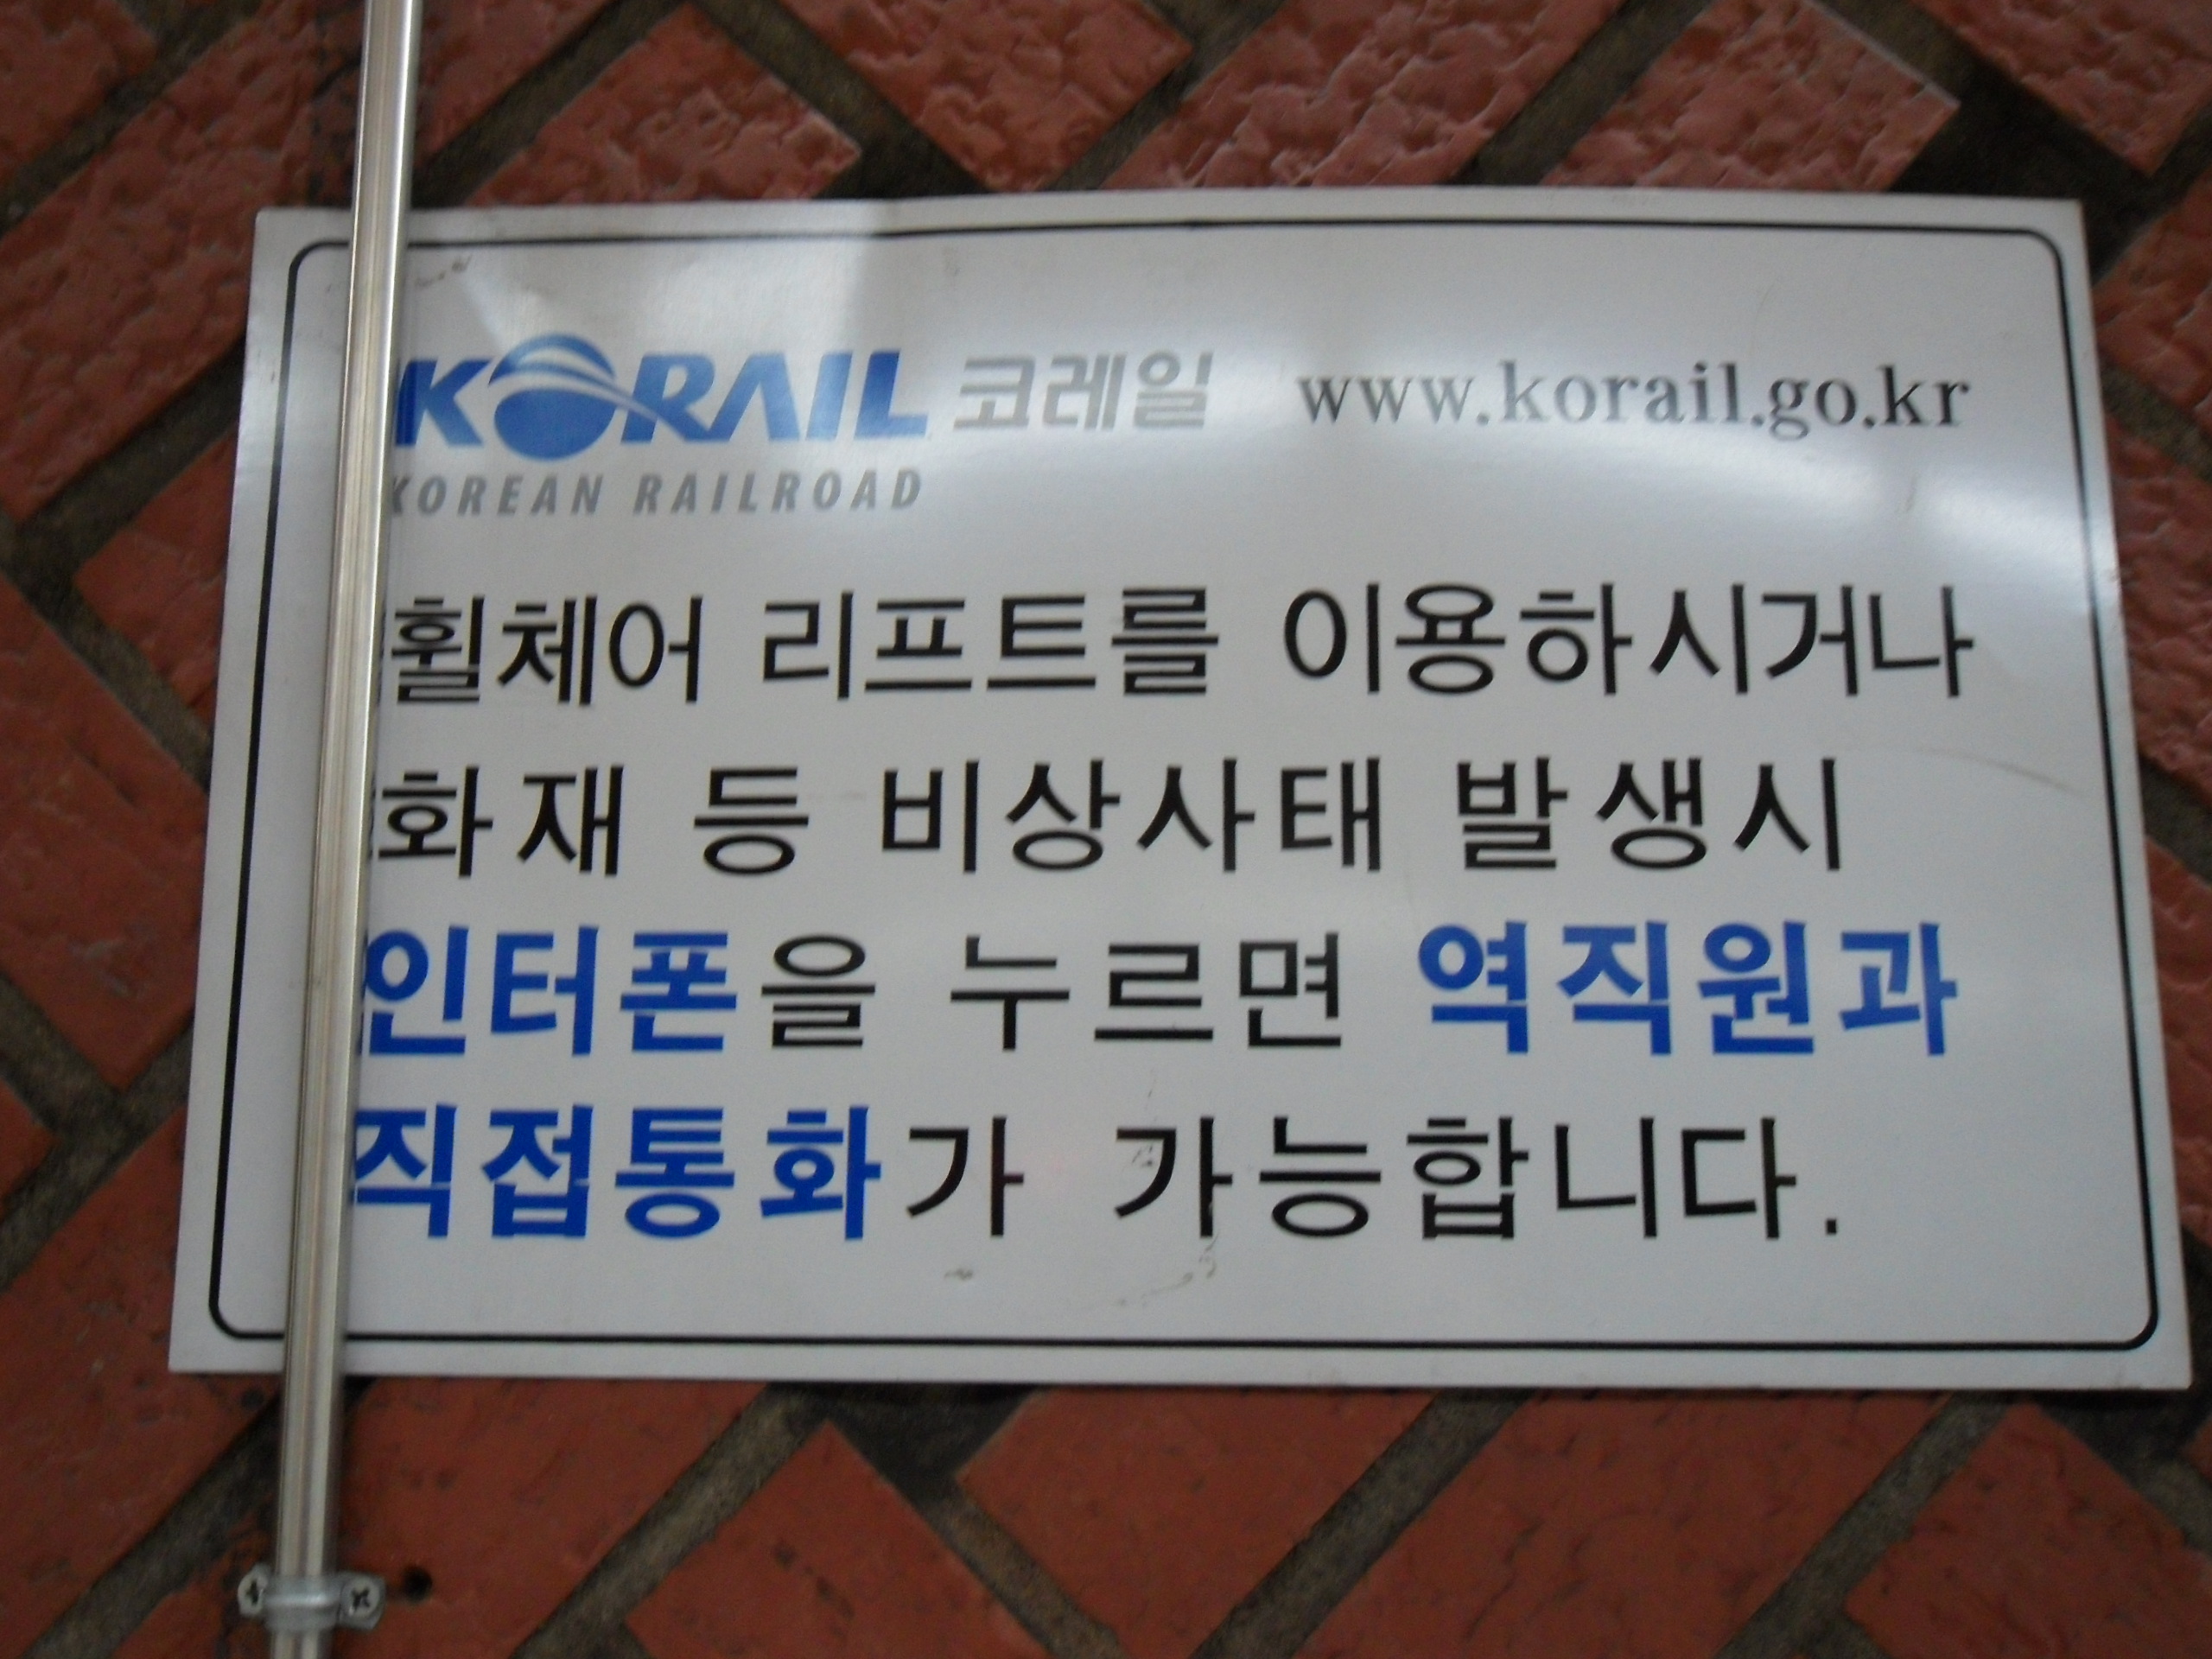 KORAIL 코레일 www.korail.go.kr
KOREAN RAILROAD
휠체어 리프트를 이용하시거나
화재 등 비상사태 발생시
인터폰을 누르면 역직원과
직접통화가 가능합니다.